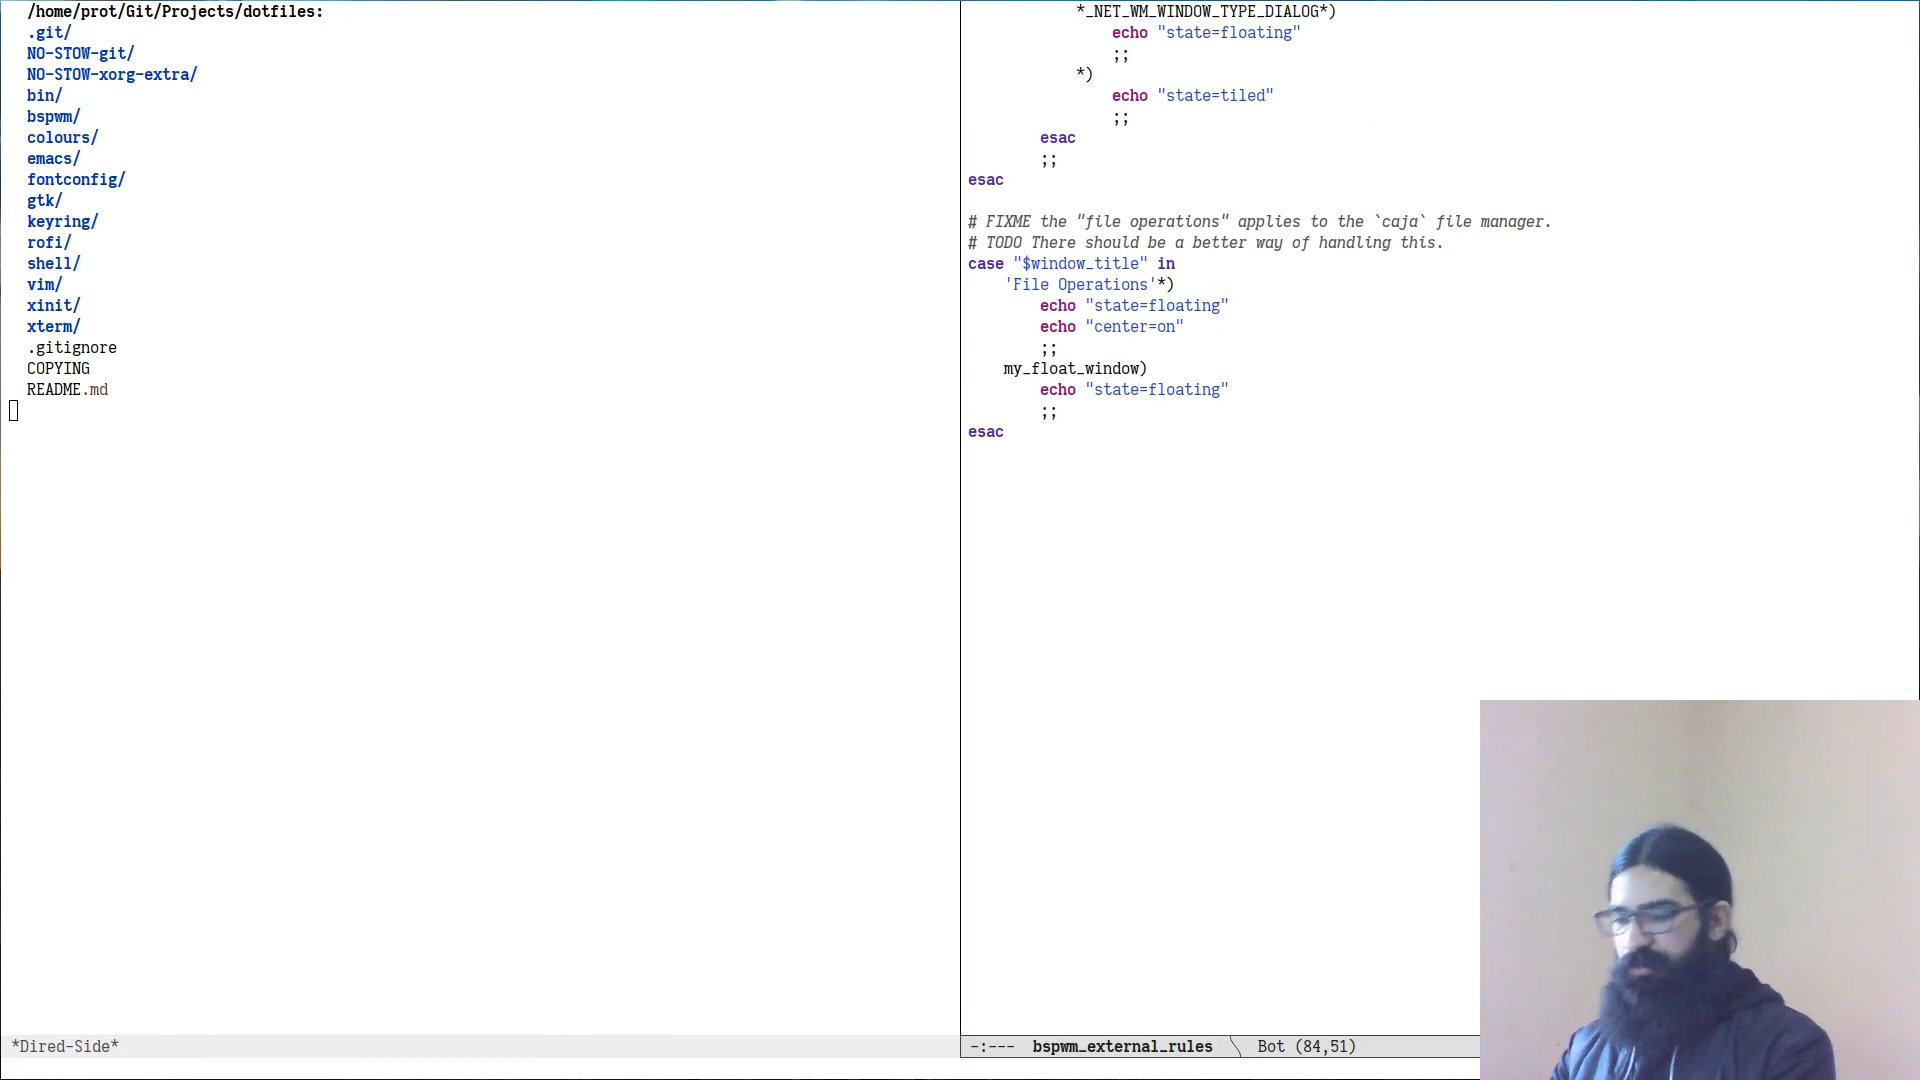 /home/prot/Git/Projects/dotfiles:
.git/
NO-STOW-git/
NO-STOW-xorg-extra/
bin/
bspwm/
colours/
emacs/
fontconfig/
gtk/
keyring/
rofi/
shell/
vim/
xinit/
xterm/
.gitignore
COPYING
README.md
*Dired-Side*
*_NET_WM_WINDOW_TYPE_DIALOG*)
echo "state=floating"
;;
*)
echo "state=tiled"
;;
esac
;;
esac
# FIXME the "file operations" applies to the `caja` file manager.
# TODO There should be a better way of handling this.
case "$window_title" in
'File Operations'*)
echo "state=floating"
echo "center=on"
;;
my_float_window)
echo "state=floating"
;;
esac
-:--- bspwm_external_rules Bot (84,51)